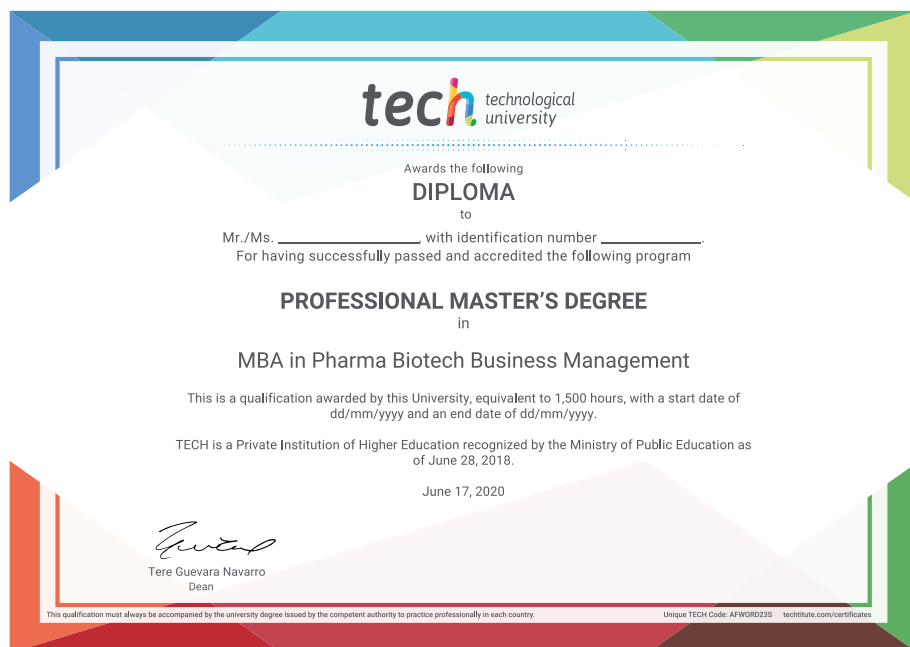 tech technological
university
Awards the following
DIPLOMA
to
Mr./Ms. ____________________, with identification number ______________.
For having successfully passed and accredited the following program
PROFESSIONAL MASTER'S DEGREE
in
MBA in Pharma Biotech Business Management
This is a qualification awarded by this University, equivalent to 1,500 hours, with a start date of
dd/mm/yyyy and an end date of dd/mm/yyyy.
TECH is a Private Institution of Higher Education recognized by the Ministry of Public Education as
of June 28, 2018.
June 17, 2020
Tere Guevara Navarro
Dean
This qualification must always be accompanied by the university degree issued by the competent authority to practice professionally in each country.
Unique TECH Code: AFWORD23S techtitute.com/certificates